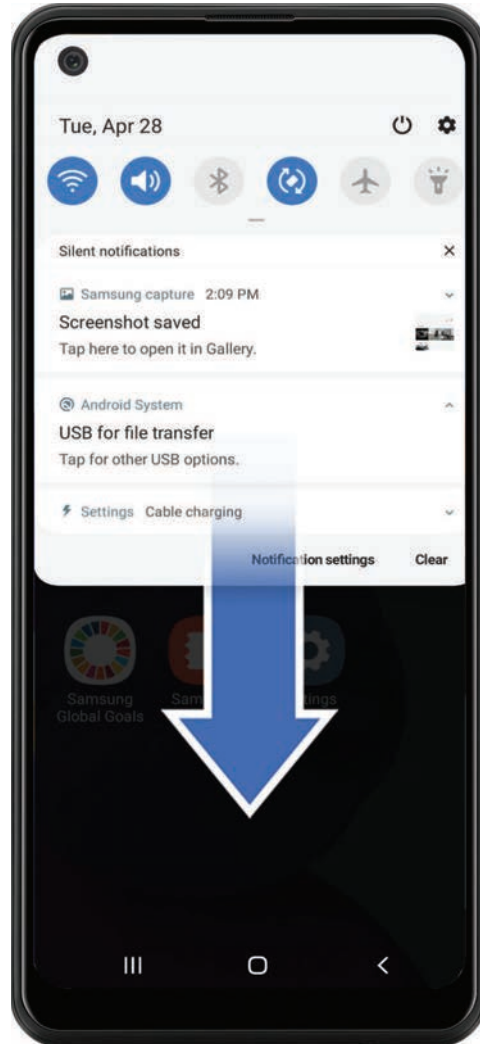 Tue, Apr 28
Silent notifications
Samsung capture 2:09 PM
Screenshot saved
Tap here to open it in Gallery.
Android System
USB for file transfer
Tap for other USB options.
Settings Cable charging
Notification settings Clear
Samsung Sam tings
Global Goals